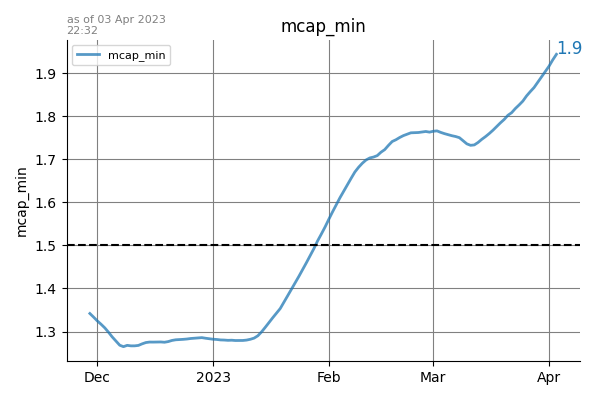 as of 03 Apr 2023
22:32
mcap_min
mcap_min
1.9
1.9
1.8
1.7
1.6
1.5
1.4
1.3
mcap_min
Dec
2023
Feb
Mar
Apr